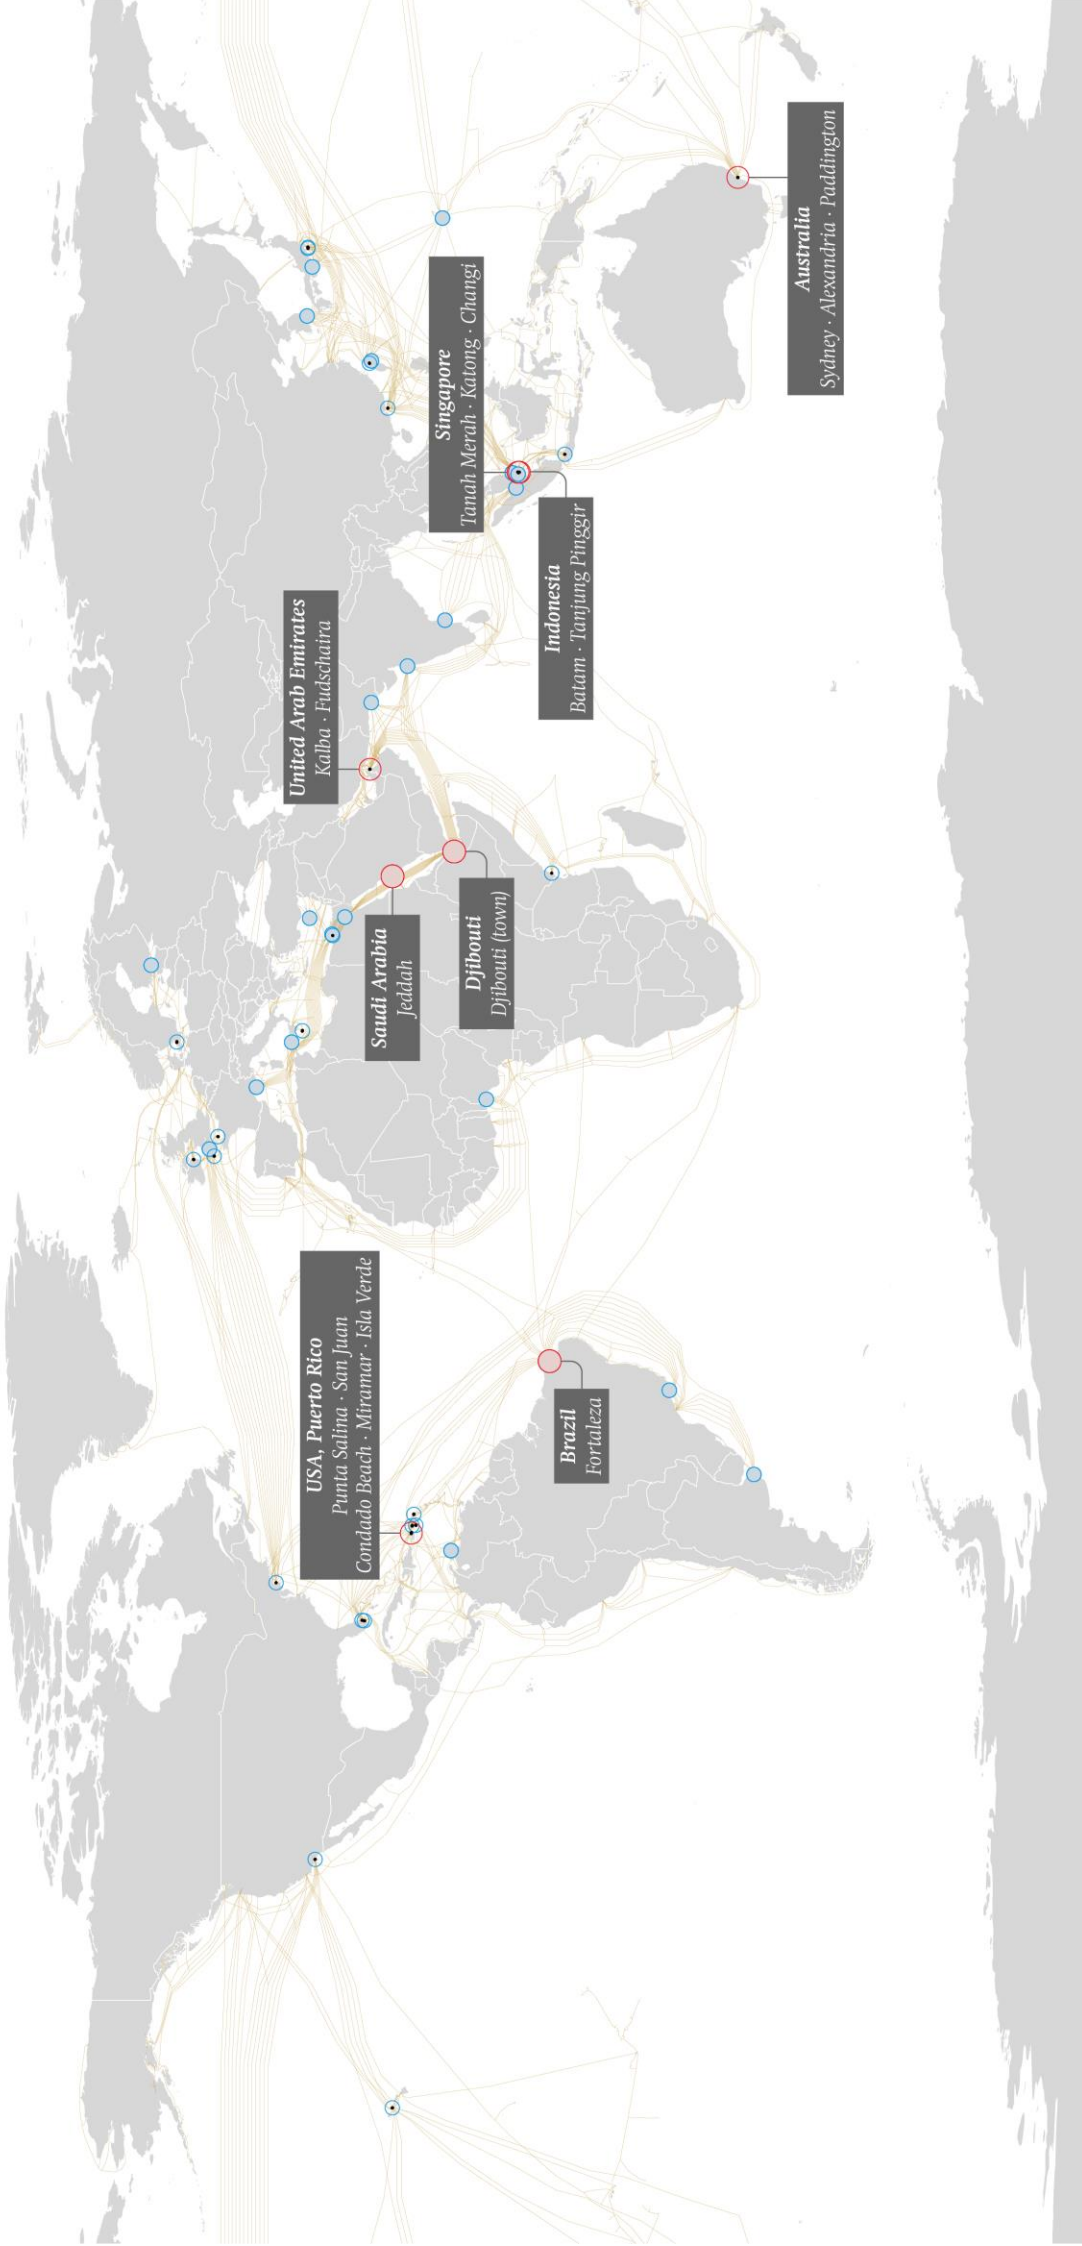 USA, Puerto Rico
Punta Salina · San Juan
Condado Beach · Miramar · Isla Verde
Brazil
Fortaleza
Saudi Arabia
Jeddah
Djibouti
Djibouti (town)
United Arab Emirates
Kalba · Fudschaira
Singapore
Tanah Merah · Katong · Changi
Indonesia
Batam · Tanjung Pinggir
Australia
Sydney · Alexandria · Paddington